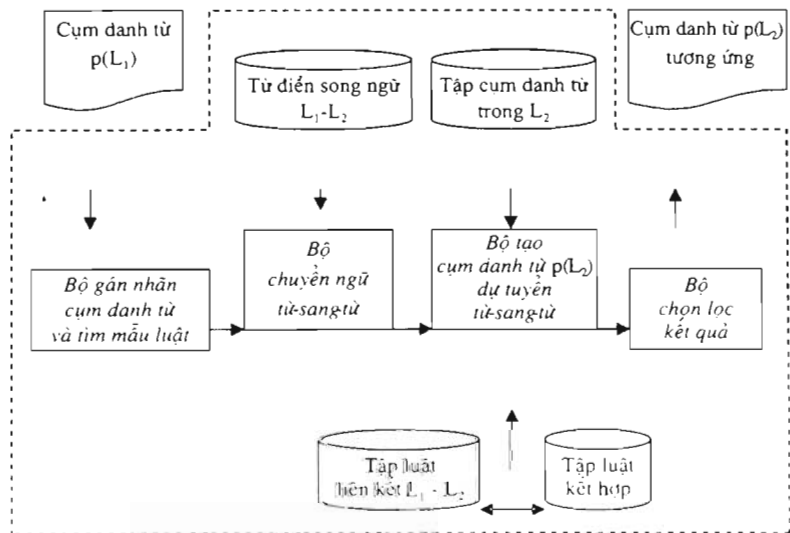 Cụm danh từ
p(L₁)
Từ điển song ngữ
L₁-L₂
Tập cụm danh từ
trong L₂
Cụm danh từ p(L₂)
tương ứng
Bộ gán nhãn
cụm danh từ
và tìm mẫu luật
Bộ
chuyển ngữ
từ-sang-từ
Bộ tạo
cụm danh từ p(L₂)
dự tuyển
từ-sang-từ
Bộ
chọn lọc
kết quả
Tập luật
liên kết L₁ - L₂
Tập luật
kết hợp